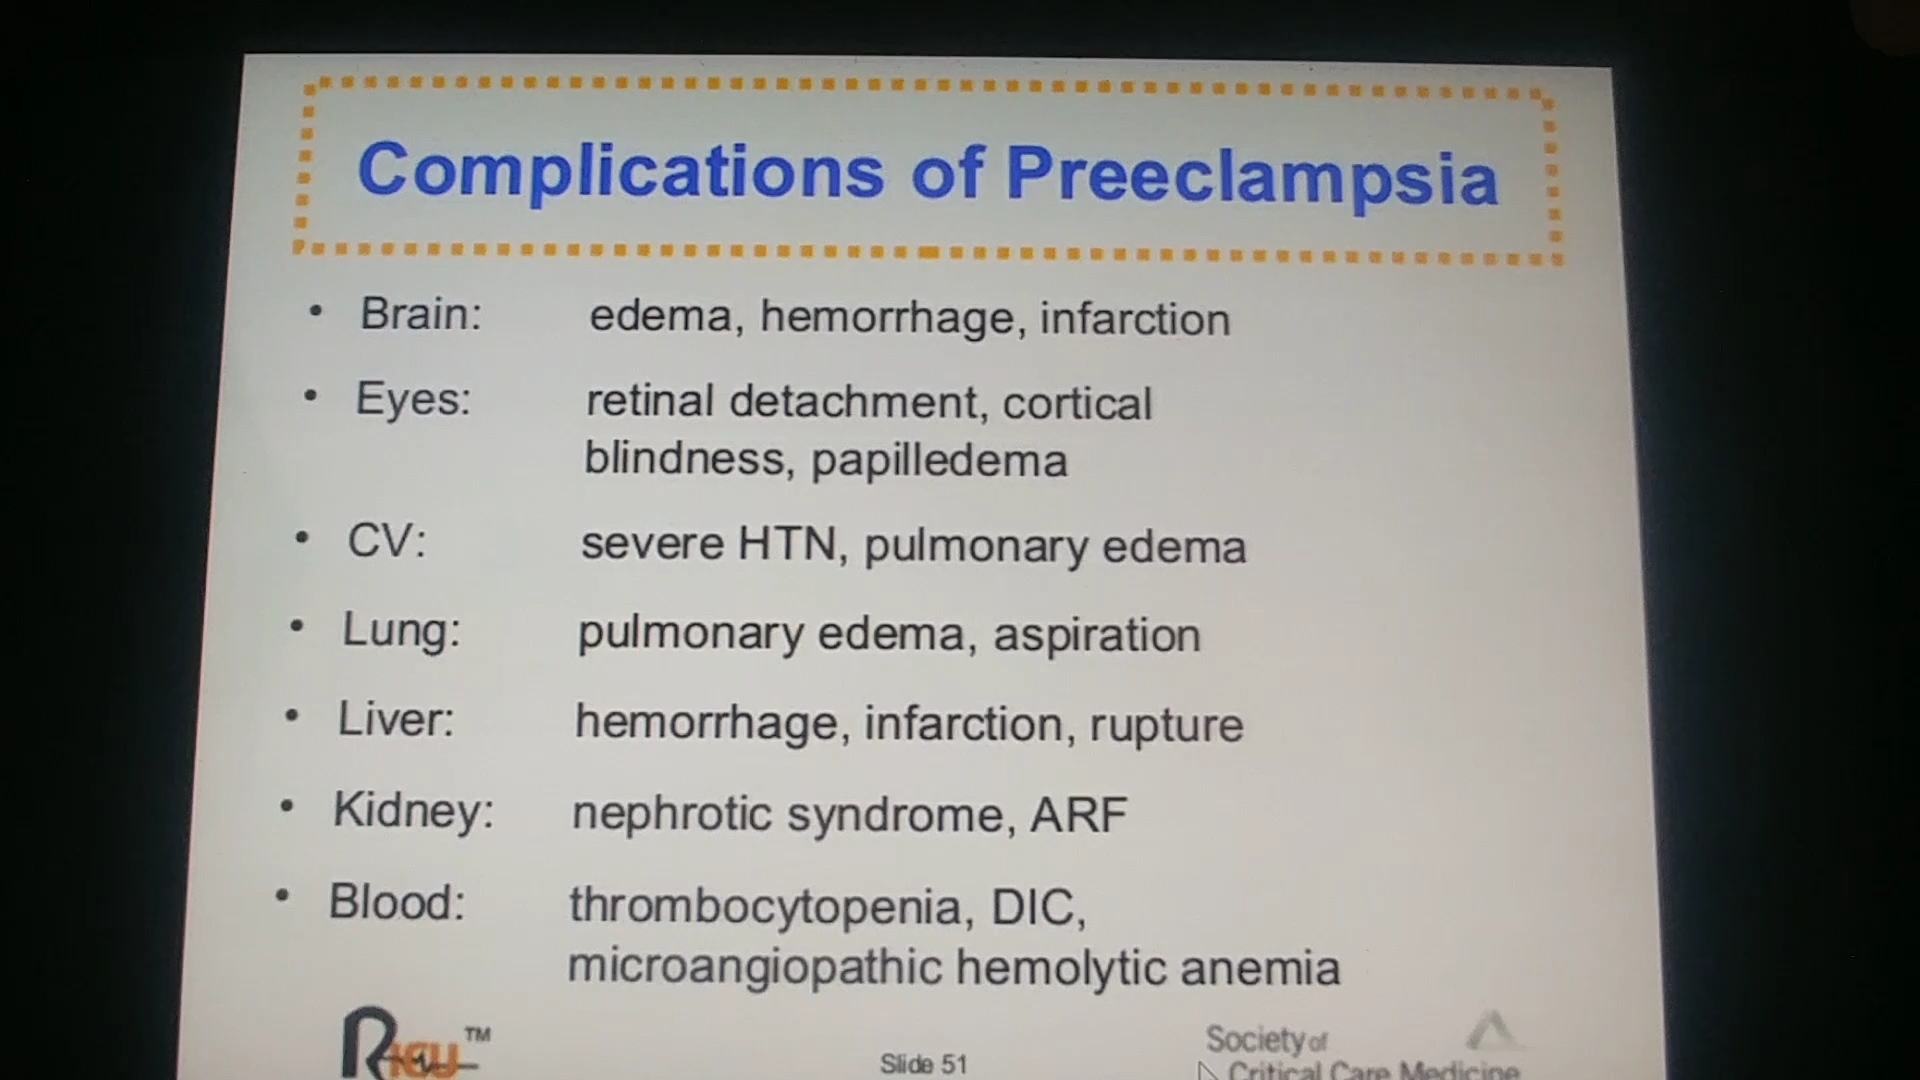 Complications of Preeclampsia
• Brain: edema, hemorrhage, infarction
• Eyes: retinal detachment, cortical
blindness, papilledema
• CV: severe HTN, pulmonary edema
• Lung: pulmonary edema, aspiration
• Liver: hemorrhage, infarction, rupture
• Kidney: nephrotic syndrome, ARF
• Blood: thrombocytopenia, DIC,
microangiopathic hemolytic anemia
RICU™
Slide 51
Society of
Critical Care Medicine